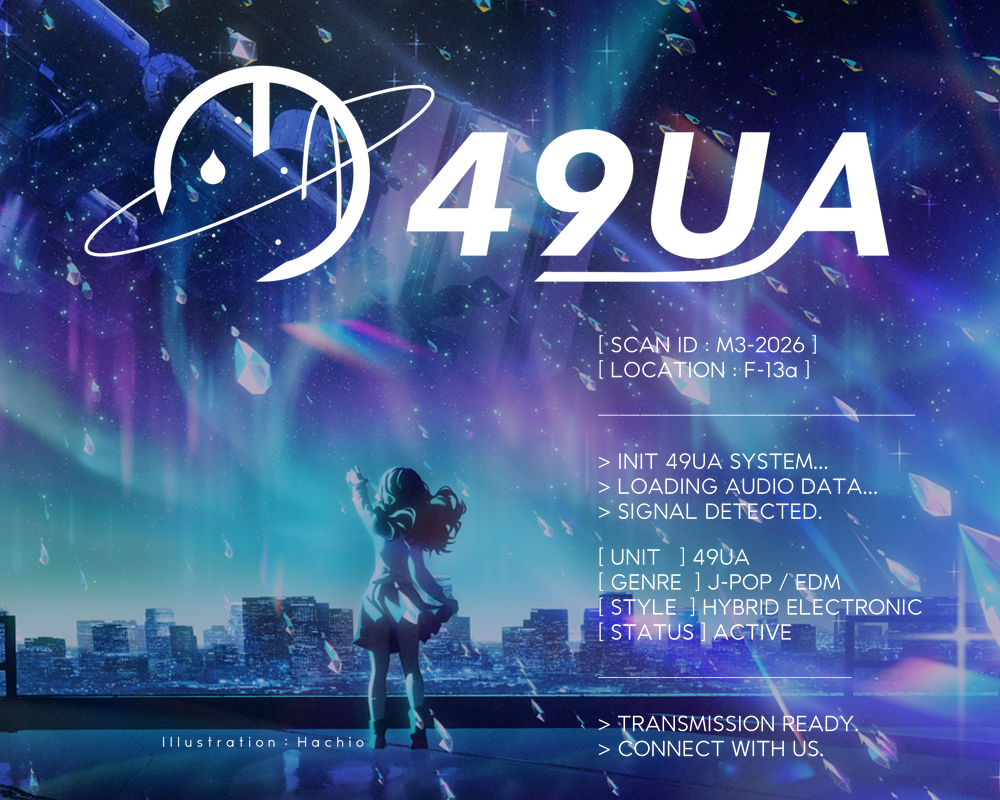 49UA
[ SCAN ID : M3-2026 ]
[ LOCATION : F-13a ]
> INIT 49UA SYSTEM...
> LOADING AUDIO DATA...
> SIGNAL DETECTED.
[ UNIT ] 49UA
[ GENRE ] J-POP / EDM
[ STYLE ] HYBRID ELECTRONIC
[ STATUS ] ACTIVE
> TRANSMISSION READY.
> CONNECT WITH US.
Illustration : Hachio